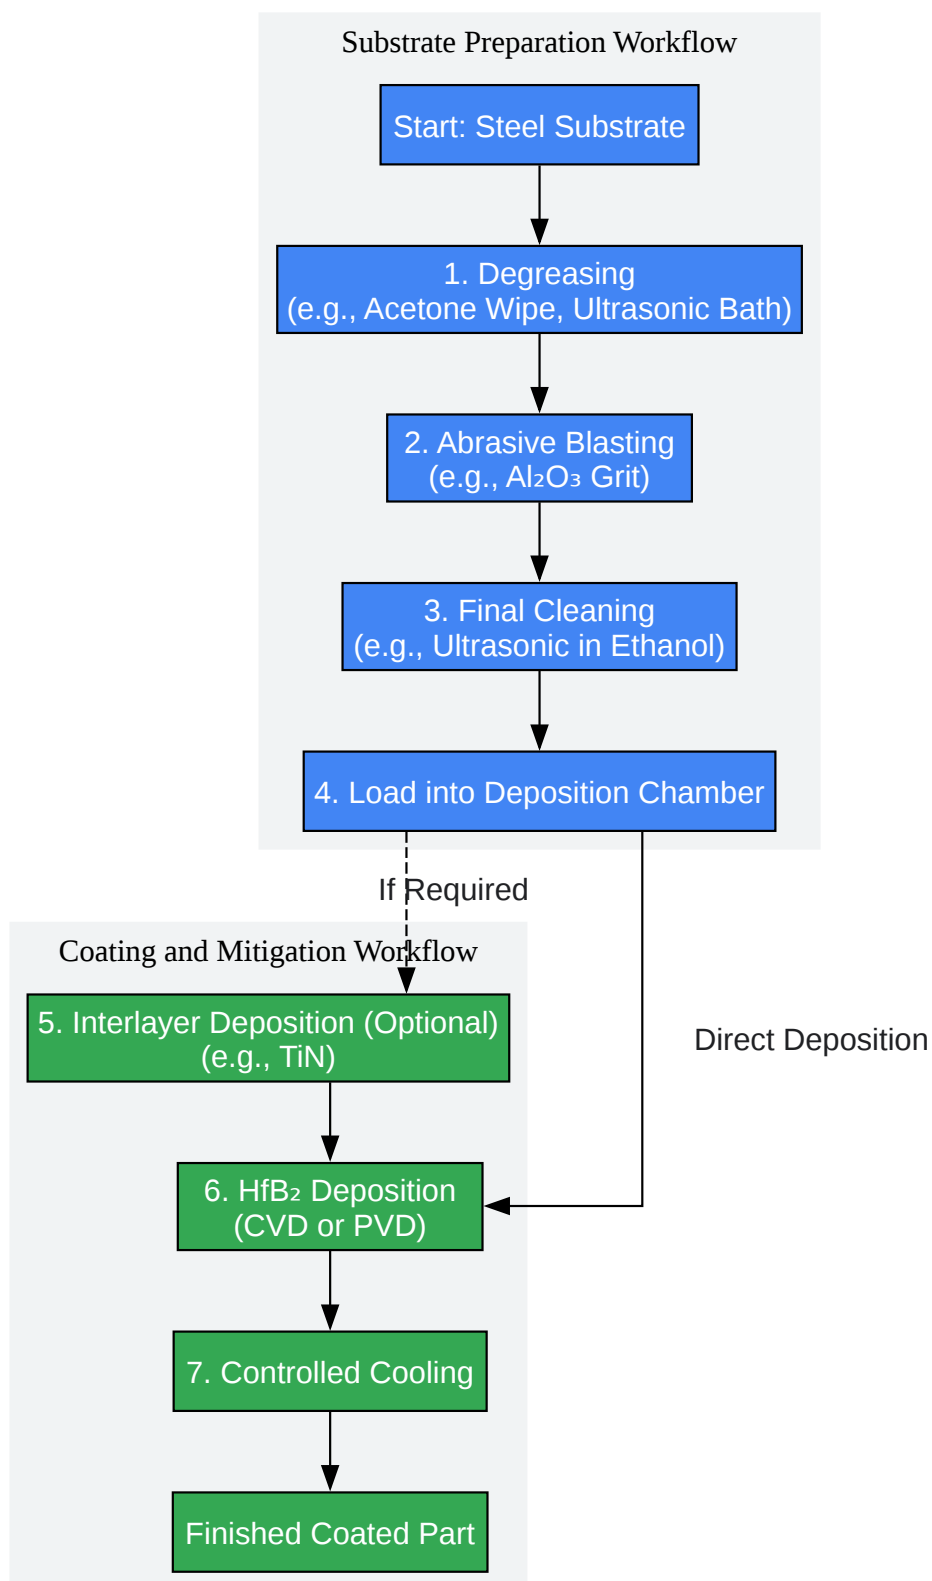 Substrate Preparation Workflow
Start: Steel Substrate
1. Degreasing
(e.g., Acetone Wipe, Ultrasonic Bath)
2. Abrasive Blasting
(e.g., Al₂O₃ Grit)
3. Final Cleaning
(e.g., Ultrasonic in Ethanol)
4. Load into Deposition Chamber
If Required
Coating and Mitigation Workflow
5. Interlayer Deposition (Optional)
(e.g., TiN)
Direct Deposition
6. HfB₂ Deposition
(CVD or PVD)
7. Controlled Cooling
Finished Coated Part